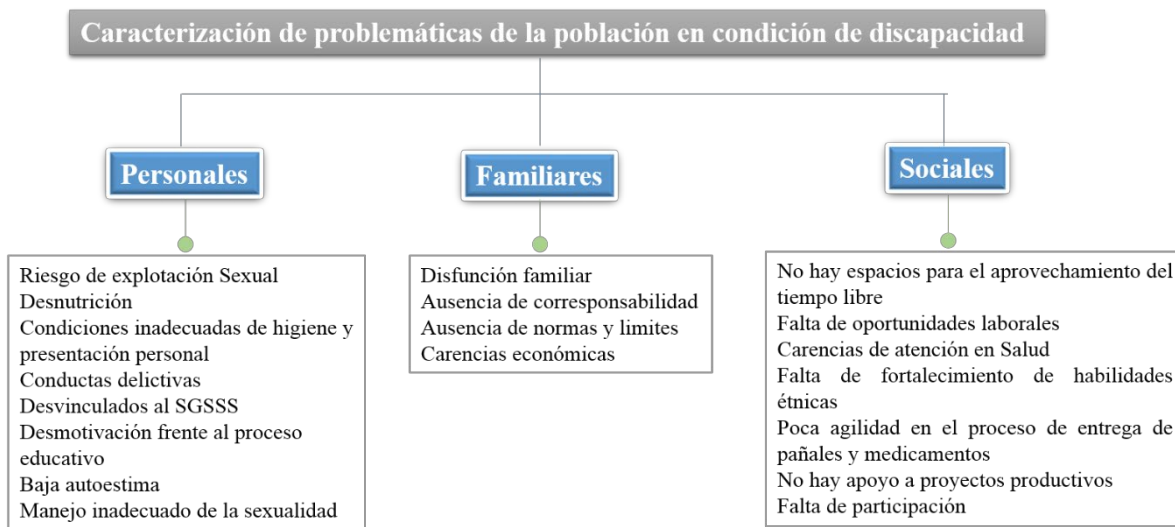 Caracterización de problemáticas de la población en condición de discapacidad
Personales
Riesgo de explotación Sexual
Desnutrición
Condiciones inadecuadas de higiene y
presentación personal
Conductas delictivas
Desvinculados al SGSSS
Desmotivación frente al proceso
educativo
Baja autoestima
Manejo inadecuado de la sexualidad
Familiares
Disfunción familiar
Ausencia de corresponsabilidad
Ausencia de normas y limites
Carencias económicas
Sociales
No hay espacios para el aprovechamiento del
tiempo libre
Falta de oportunidades laborales
Carencias de atención en Salud
Falta de fortalecimiento de habilidades
étnicas
Poca agilidad en el proceso de entrega de
pañales y medicamentos
No hay apoyo a proyectos productivos
Falta de participación